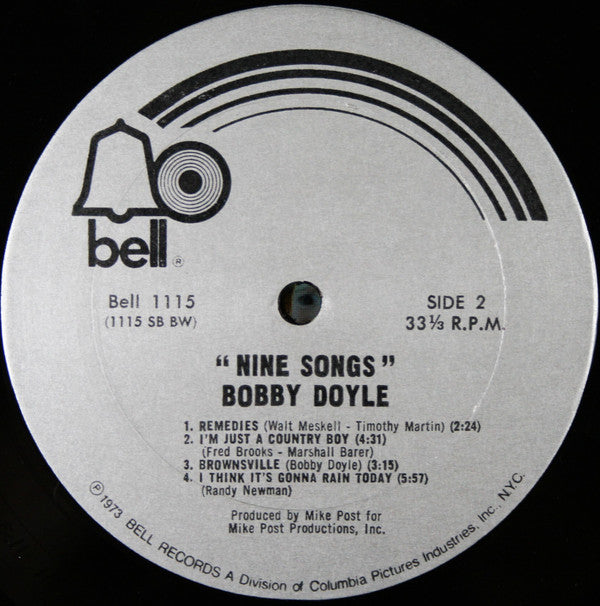 bell ®
Bell 1115
(1115 SB BW)
SIDE 2
33⅓ R.P.M.
"NINE SONGS"
BOBBY DOYLE
1. REMEDIES (Walt Meskell - Timothy Martin) (2:24)
2. I'M JUST A COUNTRY BOY (4:31)
(Fred Brooks - Marshall Barer)
3. BROWNSVILLE (Bobby Doyle) (3:15)
4. I THINK IT'S GONNA RAIN TODAY (5:57)
(Randy Newman)
Produced by Mike Post for
Mike Post Productions, Inc.
℗ 1973 BELL RECORDS A Division of Columbia Pictures Industries, Inc., N.Y.C.